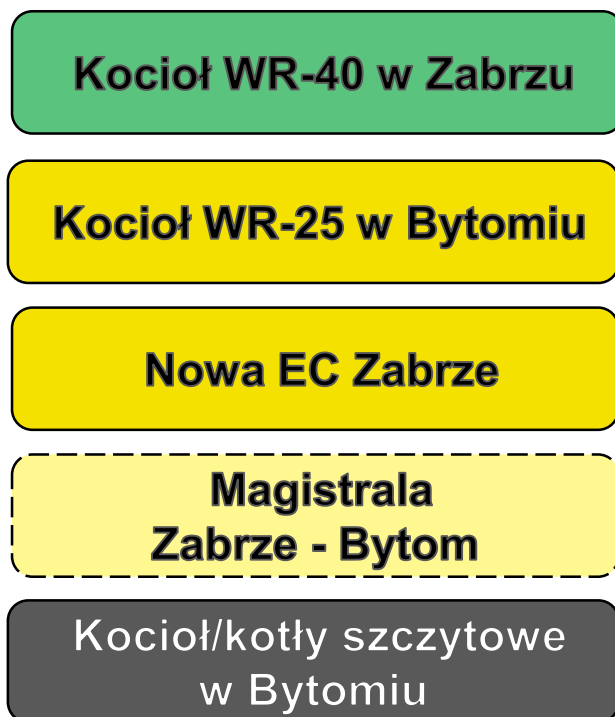 Kocioł WR-40 w Zabrzu
Kocioł WR-25 w Bytomiu
Nowa EC Zabrze
Magistrala
Zabrze - Bytom
Kocioł/kotły szczytowe
w Bytomiu